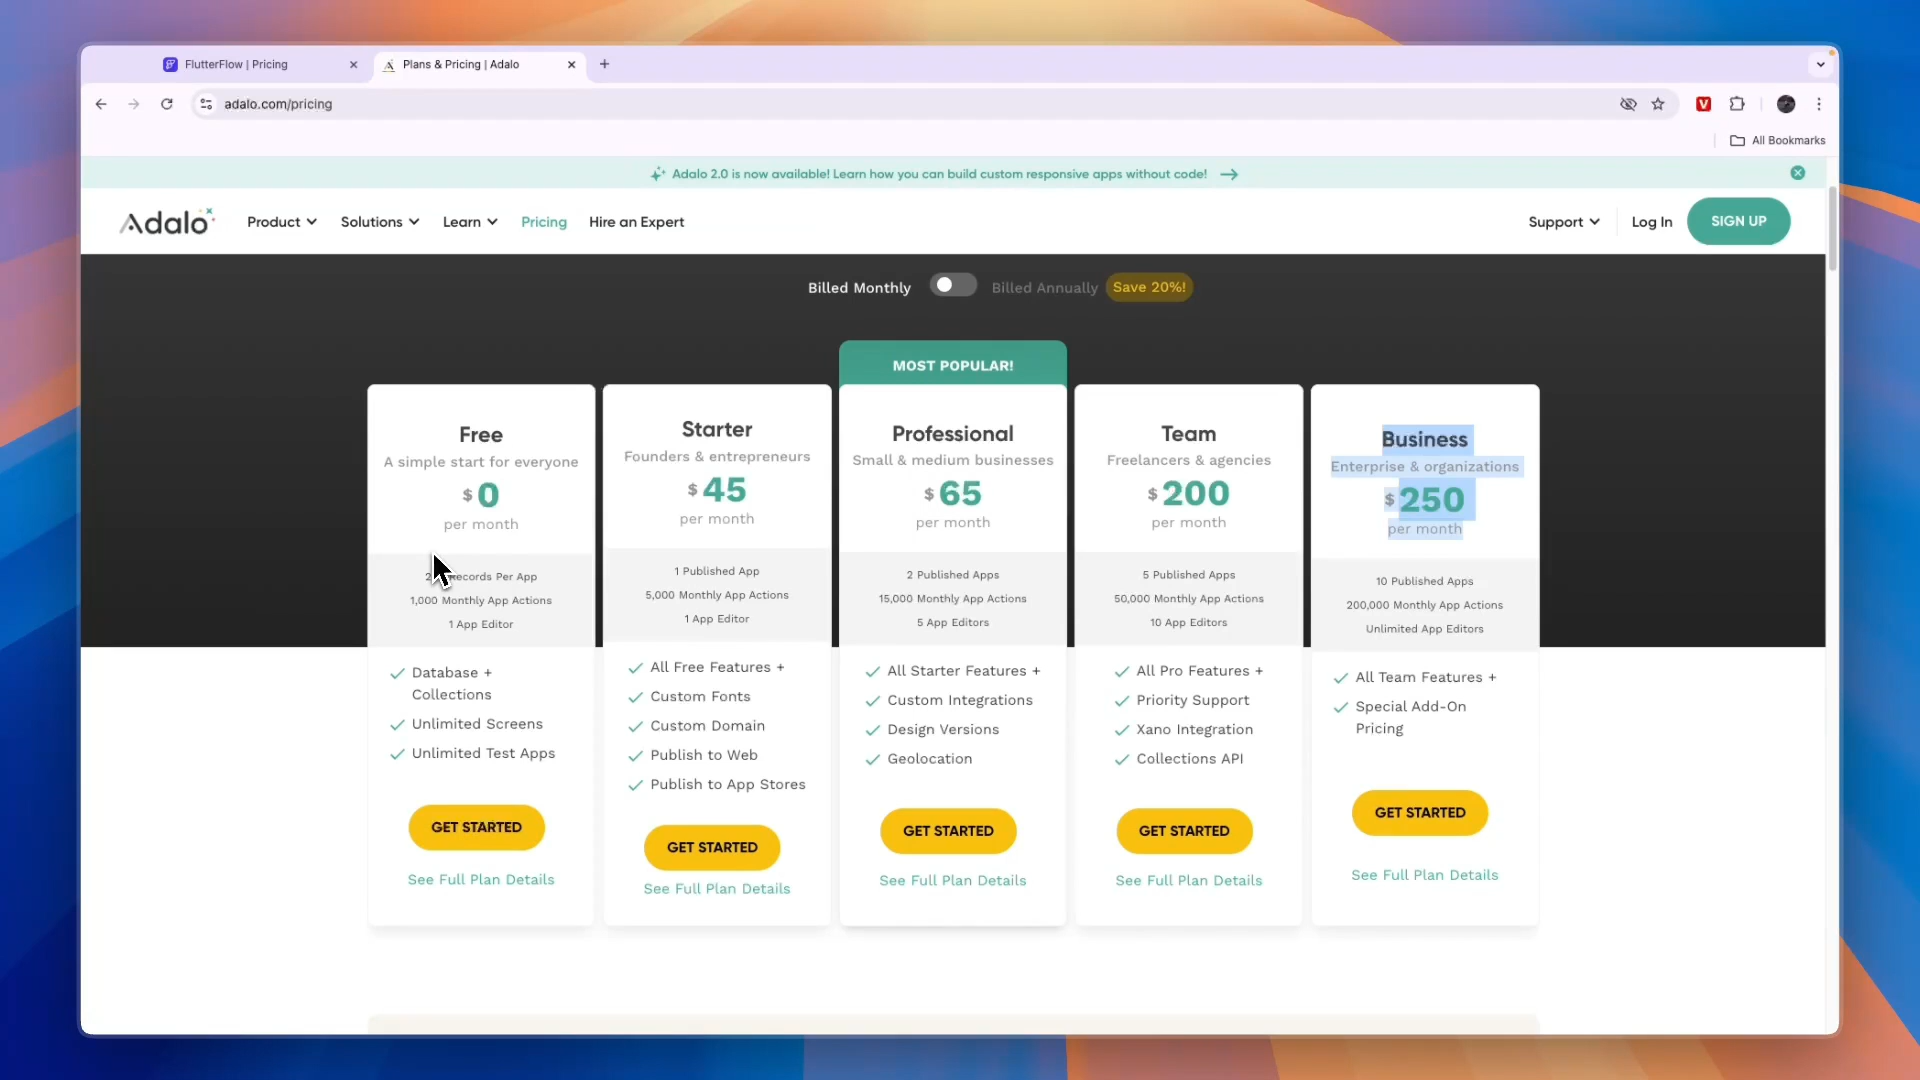 FlutterFlow | Pricing
Plans & Pricing | Adalo
adalo.com/pricing
All Bookmarks
Adalo 2.0 is now available! Learn how you can build custom responsive apps without code!
Adalo
Product
Solutions
Learn
Pricing
Hire an Expert
Support
Log In
SIGN UP
Billed Monthly
Billed Annually
Save 20%!
MOST POPULAR!
Free
A simple start for everyone
$ 0
per month
Records Per App
1,000 Monthly App Actions
1 App Editor
Database +
Collections
Unlimited Screens
Unlimited Test Apps
GET STARTED
See Full Plan Details
Starter
Founders & entrepreneurs
$ 45
per month
1 Published App
5,000 Monthly App Actions
1 App Editor
All Free Features +
Custom Fonts
Custom Domain
Publish to Web
Publish to App Stores
GET STARTED
See Full Plan Details
Professional
Small & medium businesses
$ 65
per month
2 Published Apps
15,000 Monthly App Actions
5 App Editors
All Starter Features +
Custom Integrations
Design Versions
Geolocation
GET STARTED
See Full Plan Details
Team
Freelancers & agencies
$ 200
per month
5 Published Apps
50,000 Monthly App Actions
10 App Editors
All Pro Features +
Priority Support
Xano Integration
Collections API
GET STARTED
See Full Plan Details
Business
Enterprise & organizations
$ 250
per month
10 Published Apps
200,000 Monthly App Actions
Unlimited App Editors
All Team Features +
Special Add-On
Pricing
GET STARTED
See Full Plan Details